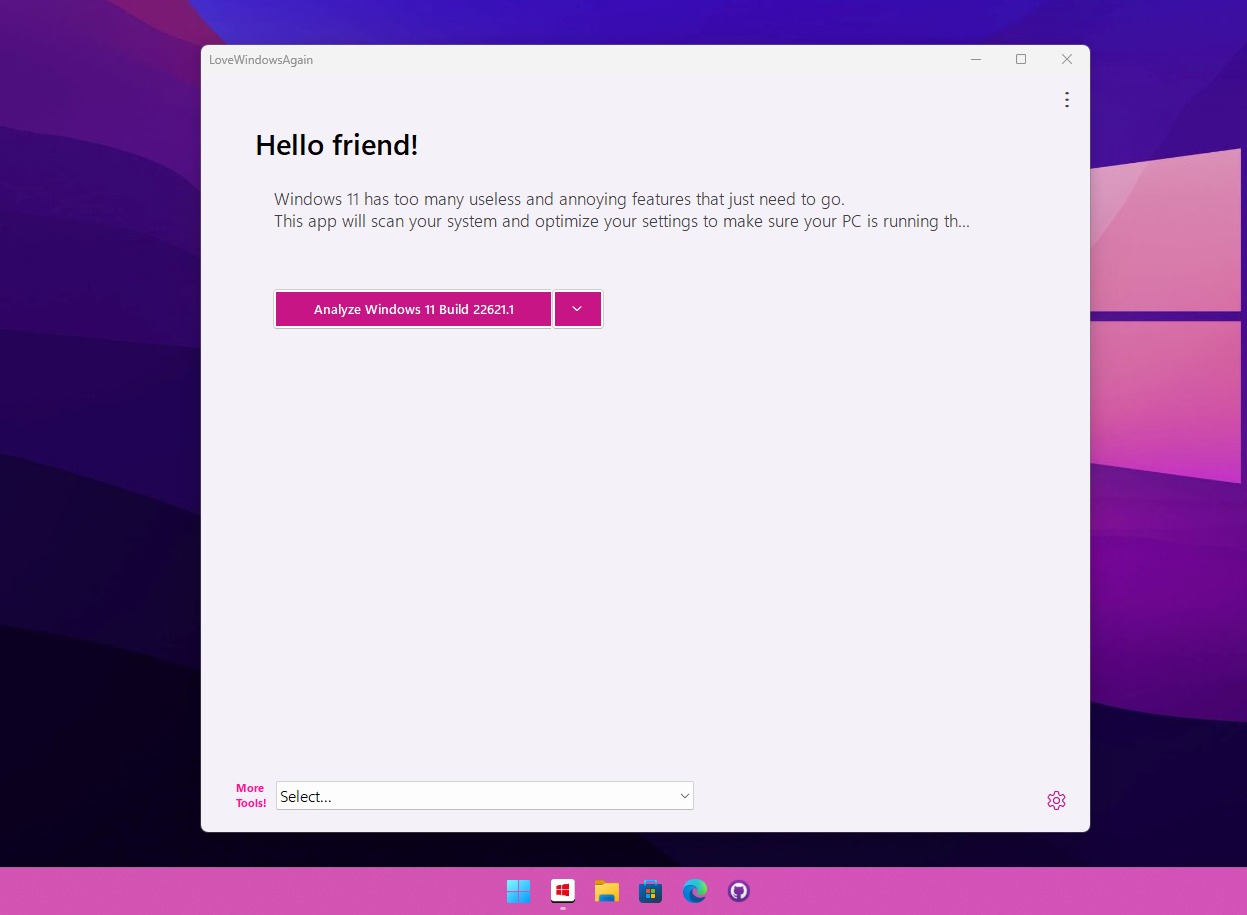 LoveWindowsAgain
Hello friend!
Windows 11 has too many useless and annoying features that just need to go.
This app will scan your system and optimize your settings to make sure your PC is running th...
Analyze Windows 11 Build 22621.1
More
Tools!
Select...